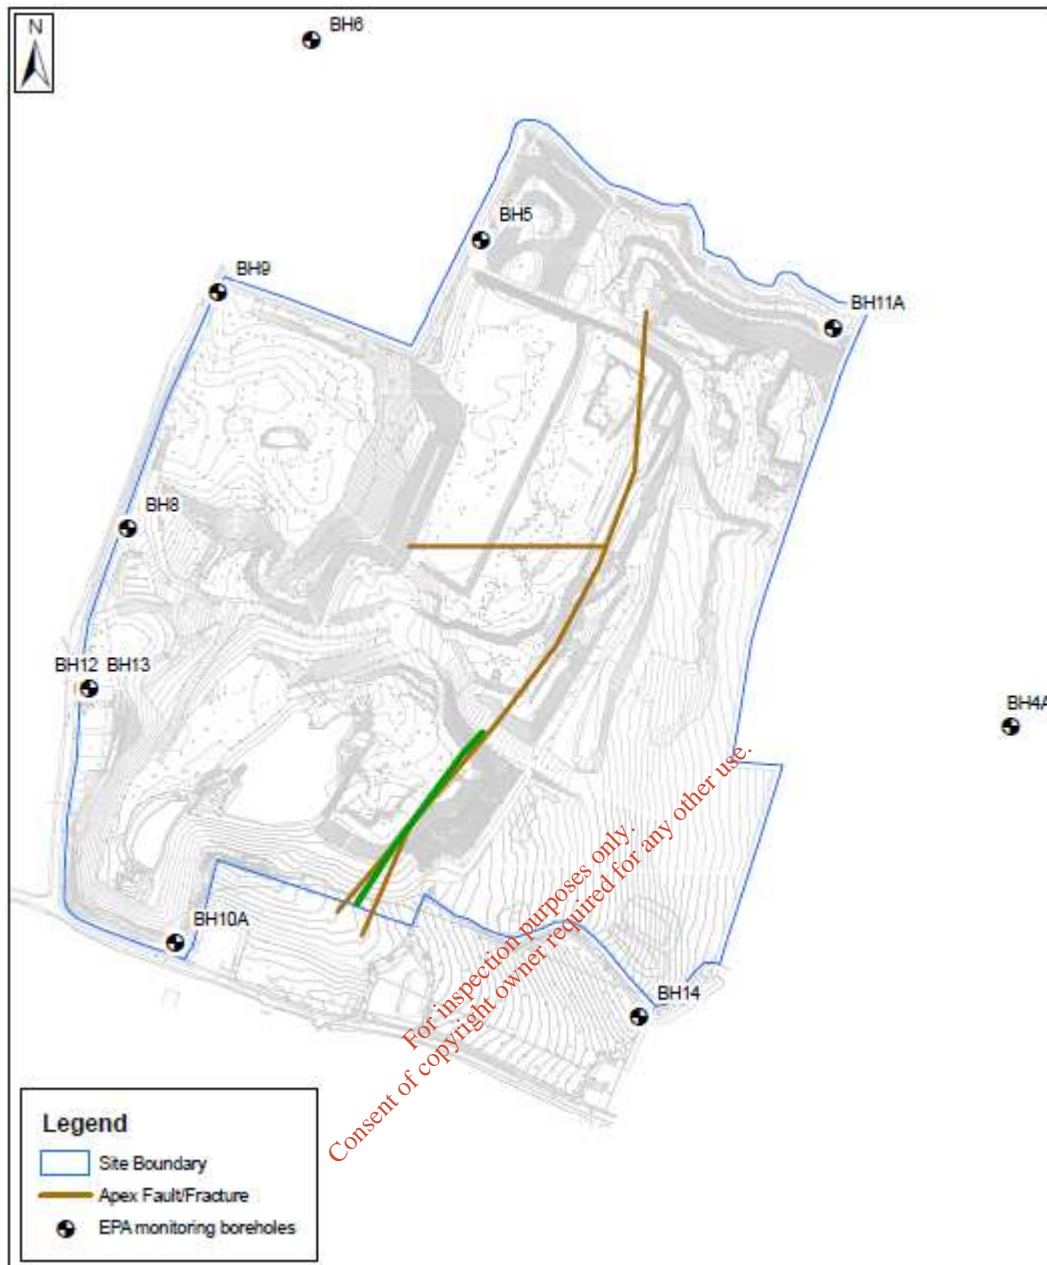 N
BH6
BH5
BH9
BH11A
BH8
BH12 BH13
BH4A
BH10A
BH14
For inspection purposes only.
Consent of copyright owner required for any other use.
Legend
Site Boundary
Apex Fault/Fracture
EPA monitoring boreholes